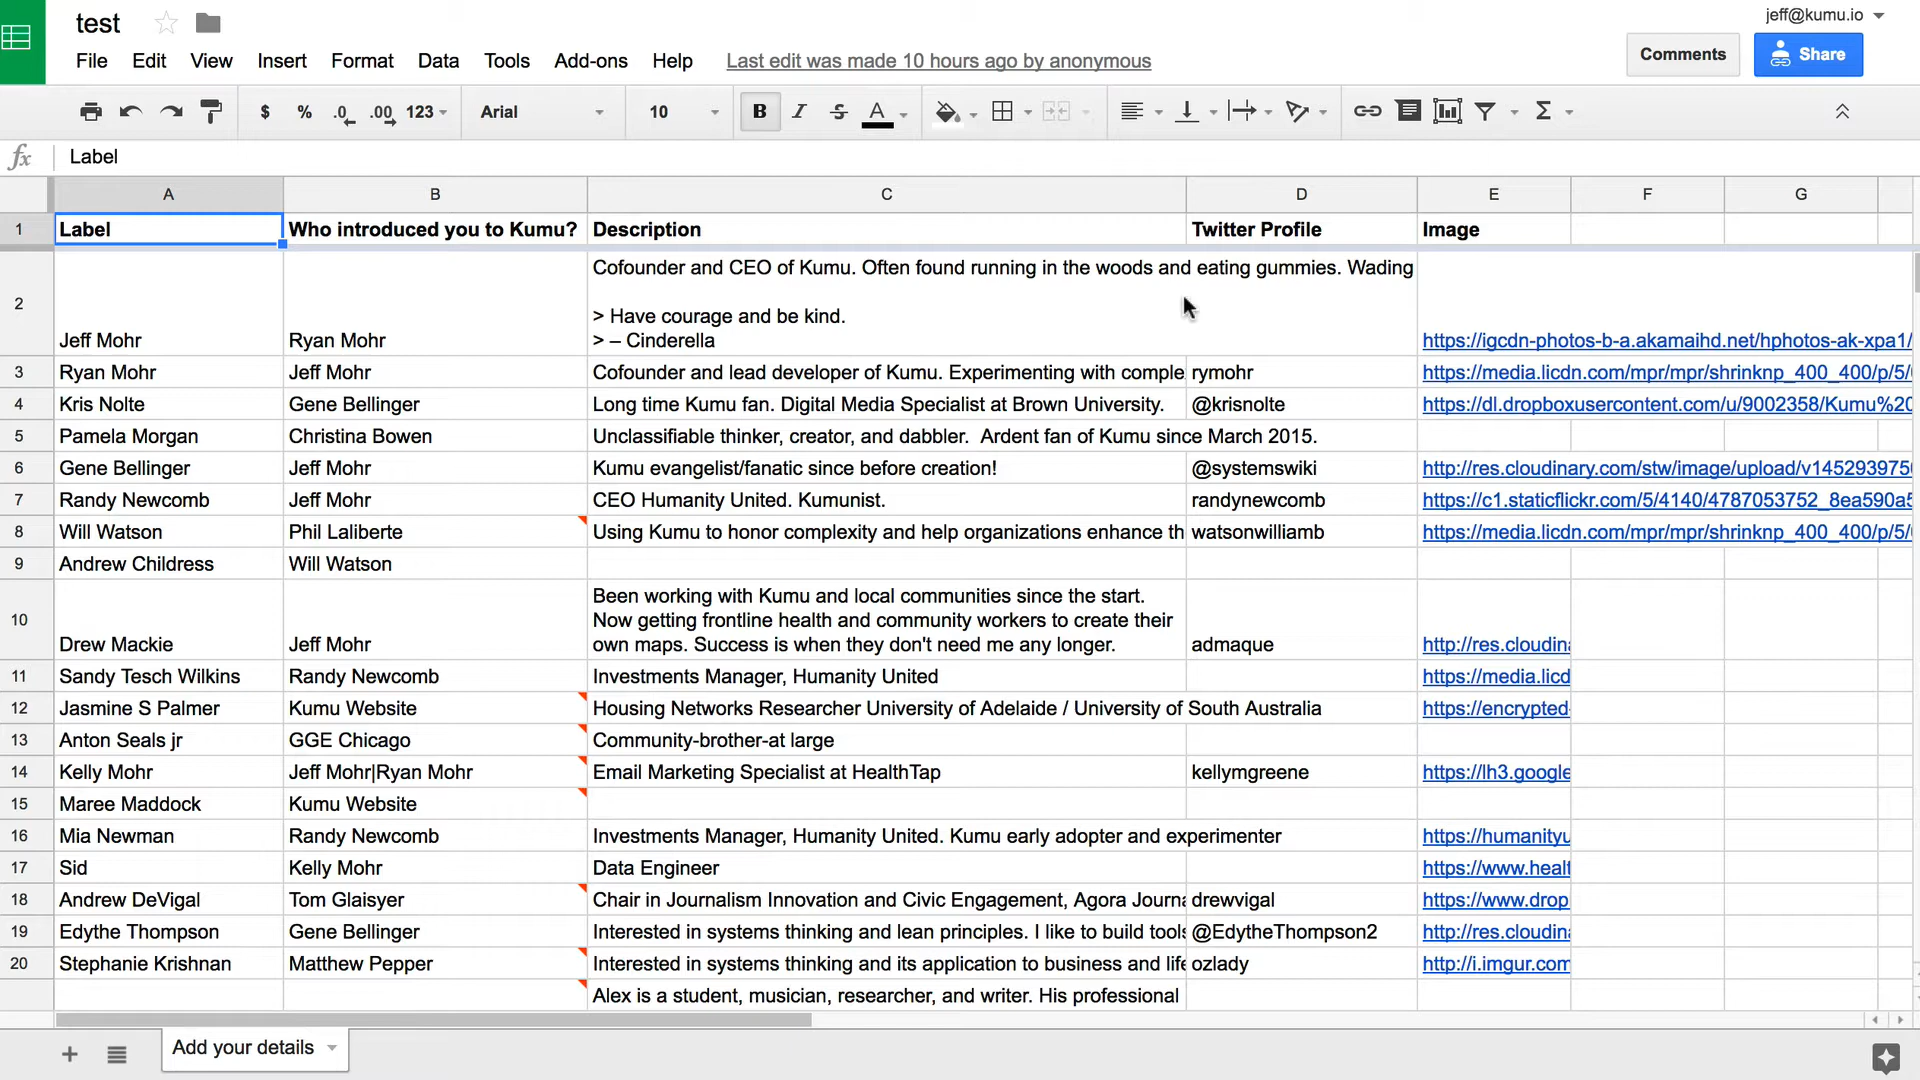 test
jeff@kumu.io
File Edit View Insert Format Data Tools Add-ons Help Last edit was made 10 hours ago by anonymous
Comments Share
$ % .0 .00 123 Arial 10 B I S A Σ
fx Label
A B C D E F G
1 Label Who introduced you to Kumu? Description Twitter Profile Image
Cofounder and CEO of Kumu. Often found running in the woods and eating gummies. Wading
2
> Have courage and be kind.
Jeff Mohr Ryan Mohr > – Cinderella https://igcdn-photos-b-a.akamaihd.net/hphotos-ak-xpa1/
3 Ryan Mohr Jeff Mohr Cofounder and lead developer of Kumu. Experimenting with comple rymohr https://media.licdn.com/mpr/mpr/shrinknp_400_400/p/5/
4 Kris Nolte Gene Bellinger Long time Kumu fan. Digital Media Specialist at Brown University. @krisnolte https://dl.dropboxusercontent.com/u/9002358/Kumu%20
5 Pamela Morgan Christina Bowen Unclassifiable thinker, creator, and dabbler. Ardent fan of Kumu since March 2015.
6 Gene Bellinger Jeff Mohr Kumu evangelist/fanatic since before creation! @systemswiki http://res.cloudinary.com/stw/image/upload/v145293975
7 Randy Newcomb Jeff Mohr CEO Humanity United. Kumunist. randynewcomb https://c1.staticflickr.com/5/4140/4787053752_8ea590a5
8 Will Watson Phil Laliberte Using Kumu to honor complexity and help organizations enhance th watsonwilliamb https://media.licdn.com/mpr/mpr/shrinknp_400_400/p/5/
9 Andrew Childress Will Watson
Been working with Kumu and local communities since the start.
10 Now getting frontline health and community workers to create their
Drew Mackie Jeff Mohr own maps. Success is when they don't need me any longer. admaque http://res.cloudin
11 Sandy Tesch Wilkins Randy Newcomb Investments Manager, Humanity United https://media.licd
12 Jasmine S Palmer Kumu Website Housing Networks Researcher University of Adelaide / University of South Australia https://encrypted-
13 Anton Seals jr GGE Chicago Community-brother-at large
14 Kelly Mohr Jeff Mohr|Ryan Mohr Email Marketing Specialist at HealthTap kellymgreene https://lh3.google
15 Maree Maddock Kumu Website
16 Mia Newman Randy Newcomb Investments Manager, Humanity United. Kumu early adopter and experimenter https://humanityu
17 Sid Kelly Mohr Data Engineer https://www.healt
18 Andrew DeVigal Tom Glaisyer Chair in Journalism Innovation and Civic Engagement, Agora Journa drewvigal https://www.drop
19 Edythe Thompson Gene Bellinger Interested in systems thinking and lean principles. I like to build tools @EdytheThompson2 http://res.cloudin
20 Stephanie Krishnan Matthew Pepper Interested in systems thinking and its application to business and life ozlady http://i.imgur.com
Alex is a student, musician, researcher, and writer. His professional
Add your details